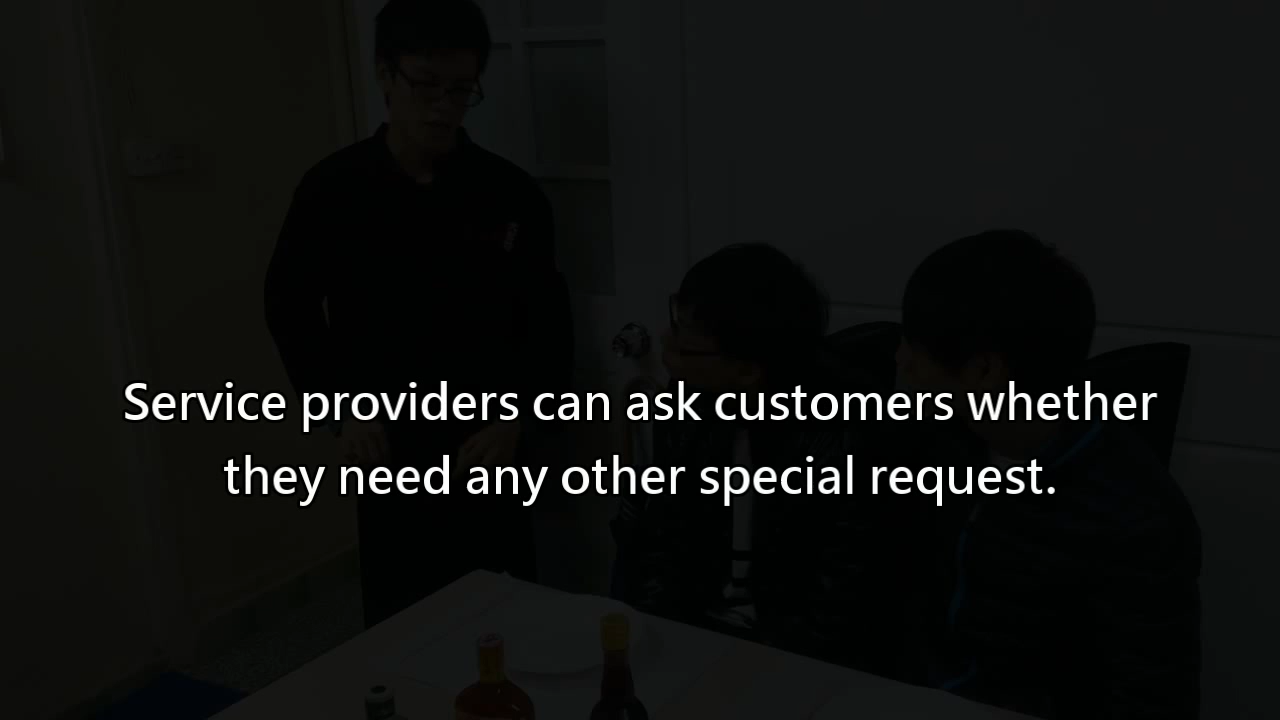 Service providers can ask customers whether
they need any other special request.